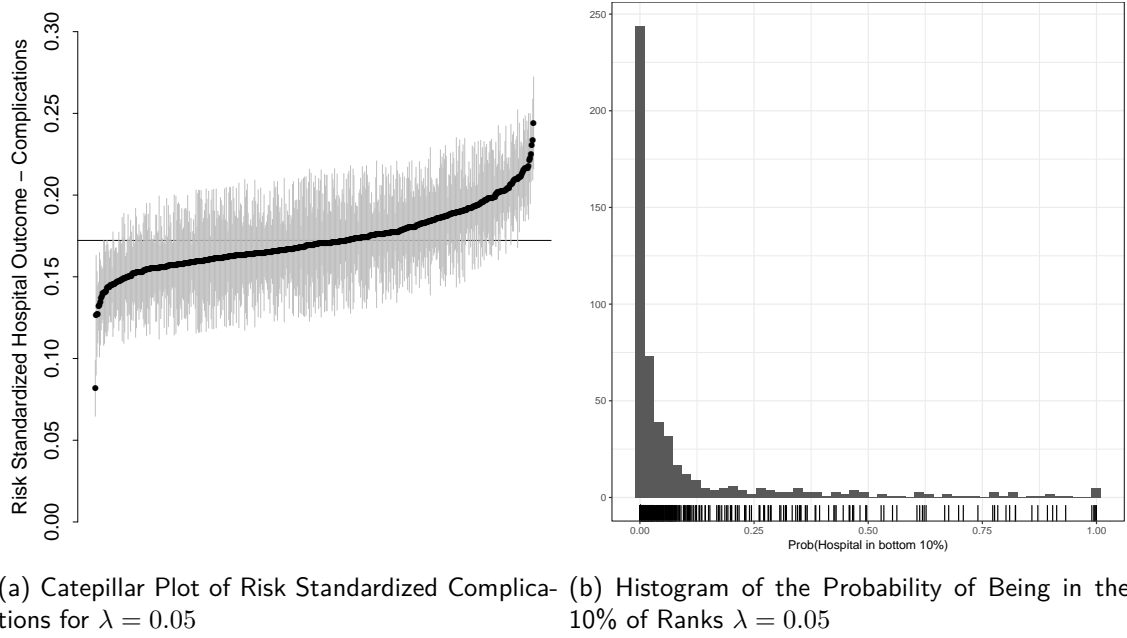 Risk Standardized Hospital Outcome − Complications
0.30
0.25
0.20
0.15
0.10
0.05
0.00
250
200
150
100
50
0
0.00 0.25 0.50 0.75 1.00
Prob(Hospital in bottom 10%)
(a) Catepillar Plot of Risk Standardized Complica-
tions for λ = 0.05
(b) Histogram of the Probability of Being in the
10% of Ranks λ = 0.05